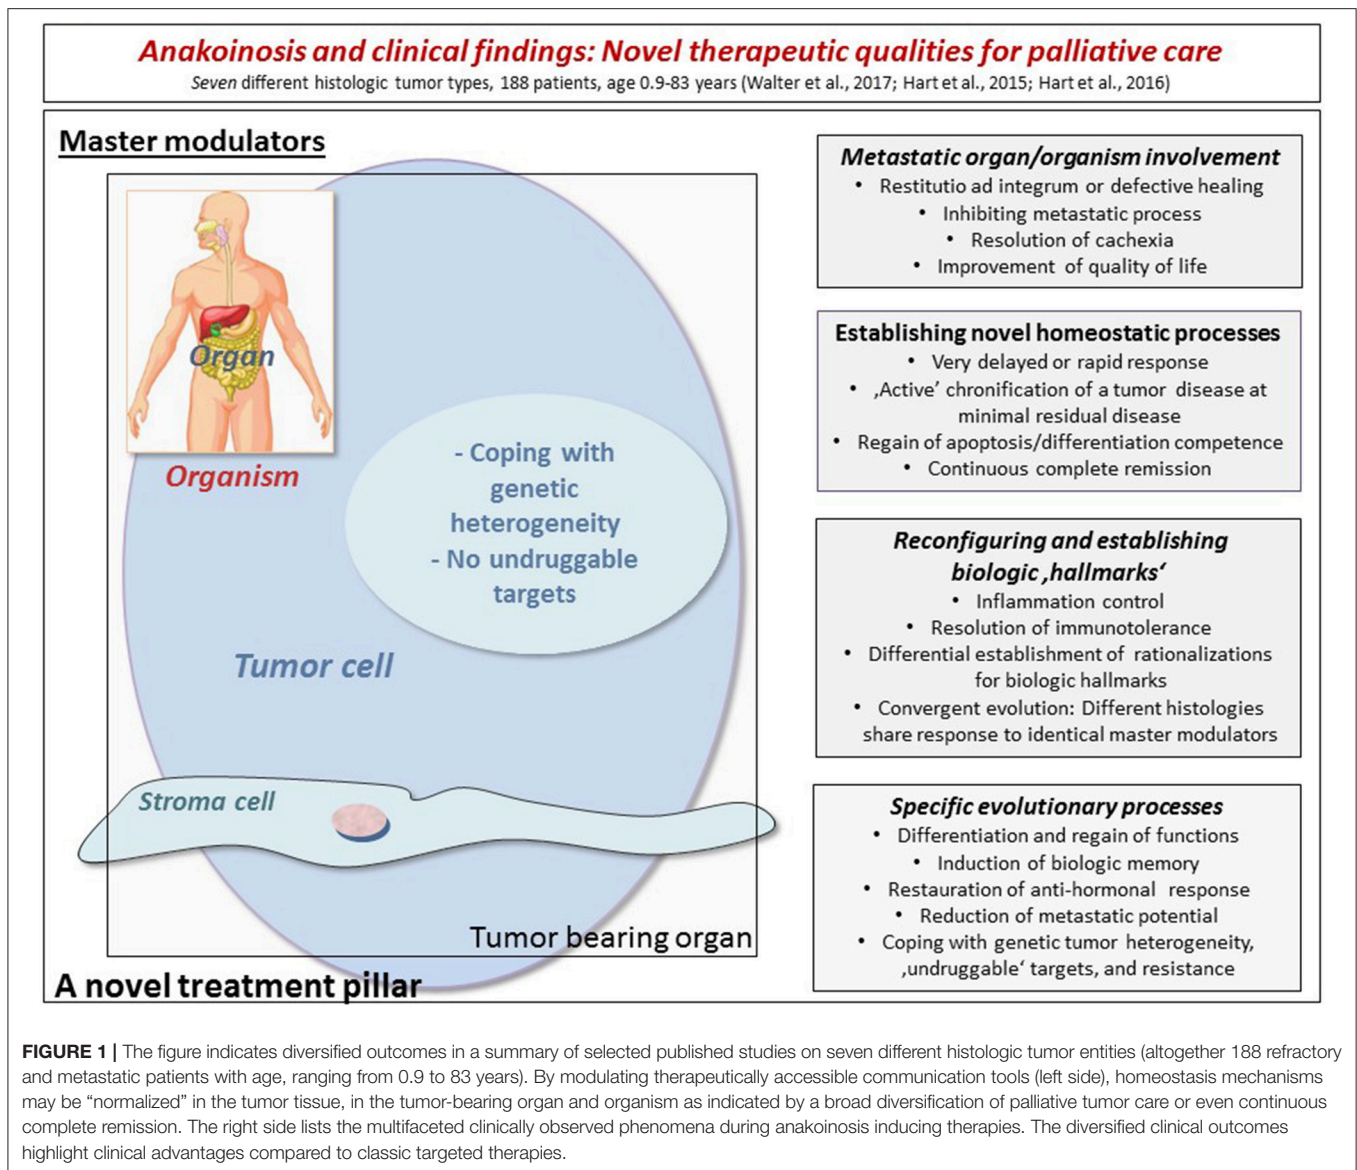 Anakoinosis and clinical findings: Novel therapeutic qualities for palliative care
Seven different histologic tumor types, 188 patients, age 0.9-83 years (Walter et al., 2017; Hart et al., 2015; Hart et al., 2016)
Master modulators
Organ
Organism
- Coping with
genetic
heterogeneity
- No undruggable
targets
Tumor cell
Stroma cell
Tumor bearing organ
A novel treatment pillar
Metastatic organ/organism involvement
• Restitutio ad integrum or defective healing
• Inhibiting metastatic process
• Resolution of cachexia
• Improvement of quality of life
Establishing novel homeostatic processes
• Very delayed or rapid response
• ‚Active’ chronification of a tumor disease at
minimal residual disease
• Regain of apoptosis/differentiation competence
• Continuous complete remission
Reconfiguring and establishing
biologic ‚hallmarks‘
• Inflammation control
• Resolution of immunotolerance
• Differential establishment of rationalizations
for biologic hallmarks
• Convergent evolution: Different histologies
share response to identical master modulators
Specific evolutionary processes
• Differentiation and regain of functions
• Induction of biologic memory
• Restauration of anti-hormonal response
• Reduction of metastatic potential
• Coping with genetic tumor heterogeneity,
‚undruggable‘ targets, and resistance
FIGURE 1 | The figure indicates diversified outcomes in a summary of selected published studies on seven different histologic tumor entities (altogether 188 refractory
and metastatic patients with age, ranging from 0.9 to 83 years). By modulating therapeutically accessible communication tools (left side), homeostasis mechanisms
may be “normalized” in the tumor tissue, in the tumor-bearing organ and organism as indicated by a broad diversification of palliative tumor care or even continuous
complete remission. The right side lists the multifaceted clinically observed phenomena during anakoinosis inducing therapies. The diversified clinical outcomes
highlight clinical advantages compared to classic targeted therapies.